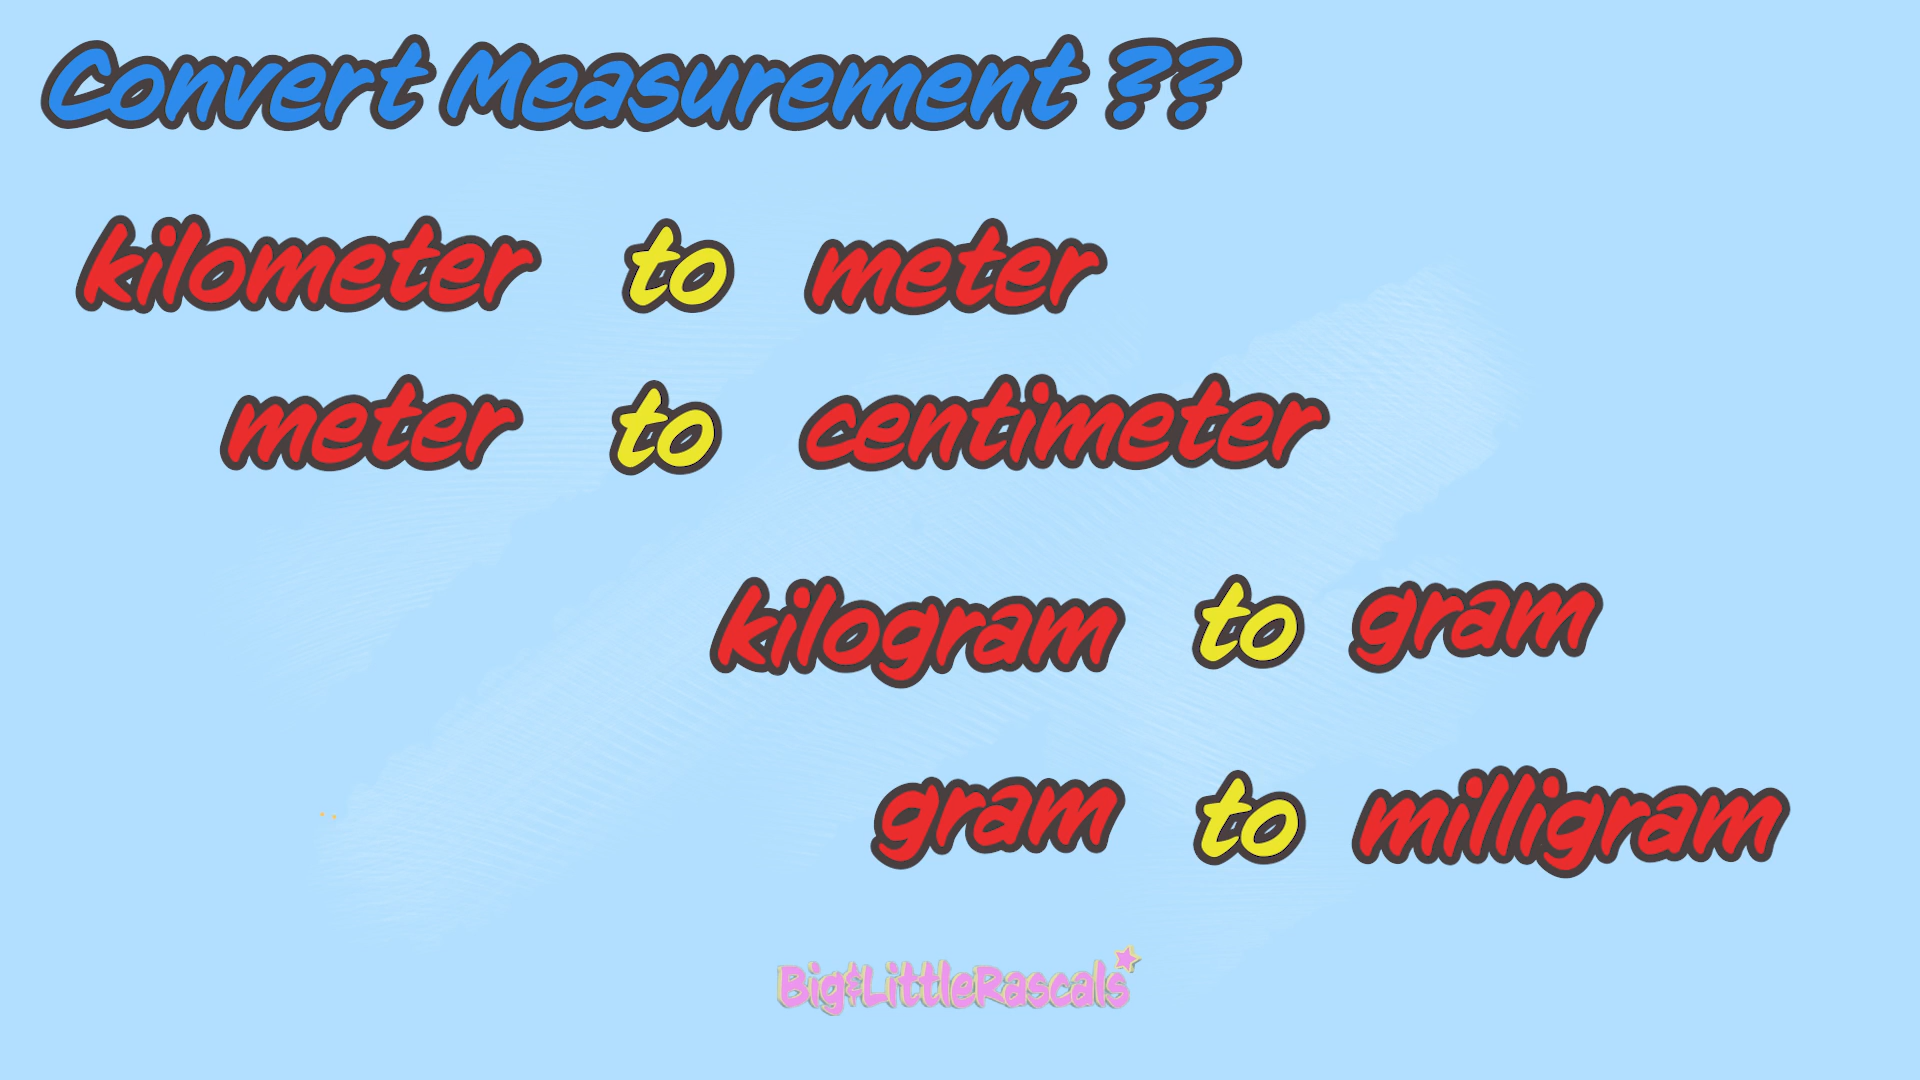 Convert Measurement ??
kilometer to meter
meter to centimeter
kilogram to gram
gram to milligram
Big&LittleRascals